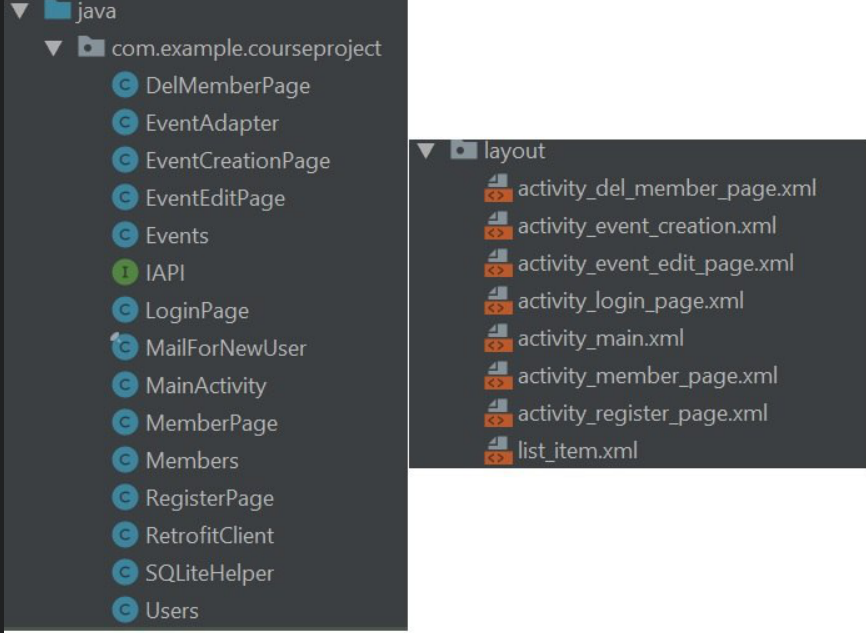 java
com.example.courseproject
C DelMemberPage
C EventAdapter
C EventCreationPage
C EventEditPage
C Events
I IAPI
C LoginPage
C MailForNewUser
C MainActivity
C MemberPage
C Members
C RegisterPage
C RetrofitClient
C SQLiteHelper
C Users
layout
<> activity_del_member_page.xml
<> activity_event_creation.xml
<> activity_event_edit_page.xml
<> activity_login_page.xml
<> activity_main.xml
<> activity_member_page.xml
<> activity_register_page.xml
<> list_item.xml